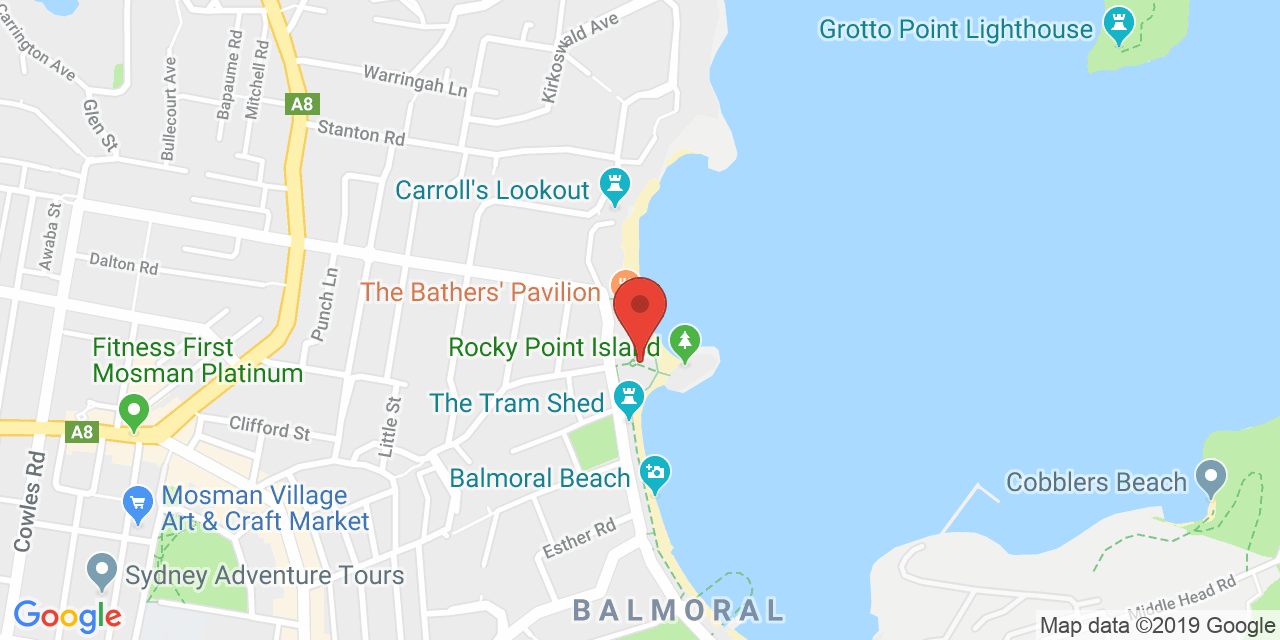 Carrington Ave
Bapaume Rd
Mitchell Rd
Kirkoswald Ave
Grotto Point Lighthouse
Warringah Ln
Bullecourt Ave
Glen St
A8
Stanton Rd
Carroll's Lookout
Awaba St
Dalton Rd
Punch Ln
The Bathers' Pavilion
Fitness First
Mosman Platinum
Rocky Point Island
The Tram Shed
Little St
Clifford St
A8
Cowles Rd
Balmoral Beach
Cobblers Beach
Mosman Village
Art & Craft Market
Esther Rd
Sydney Adventure Tours
Middle Head Rd
BALMORAL
Google
Map data ©2019 Google